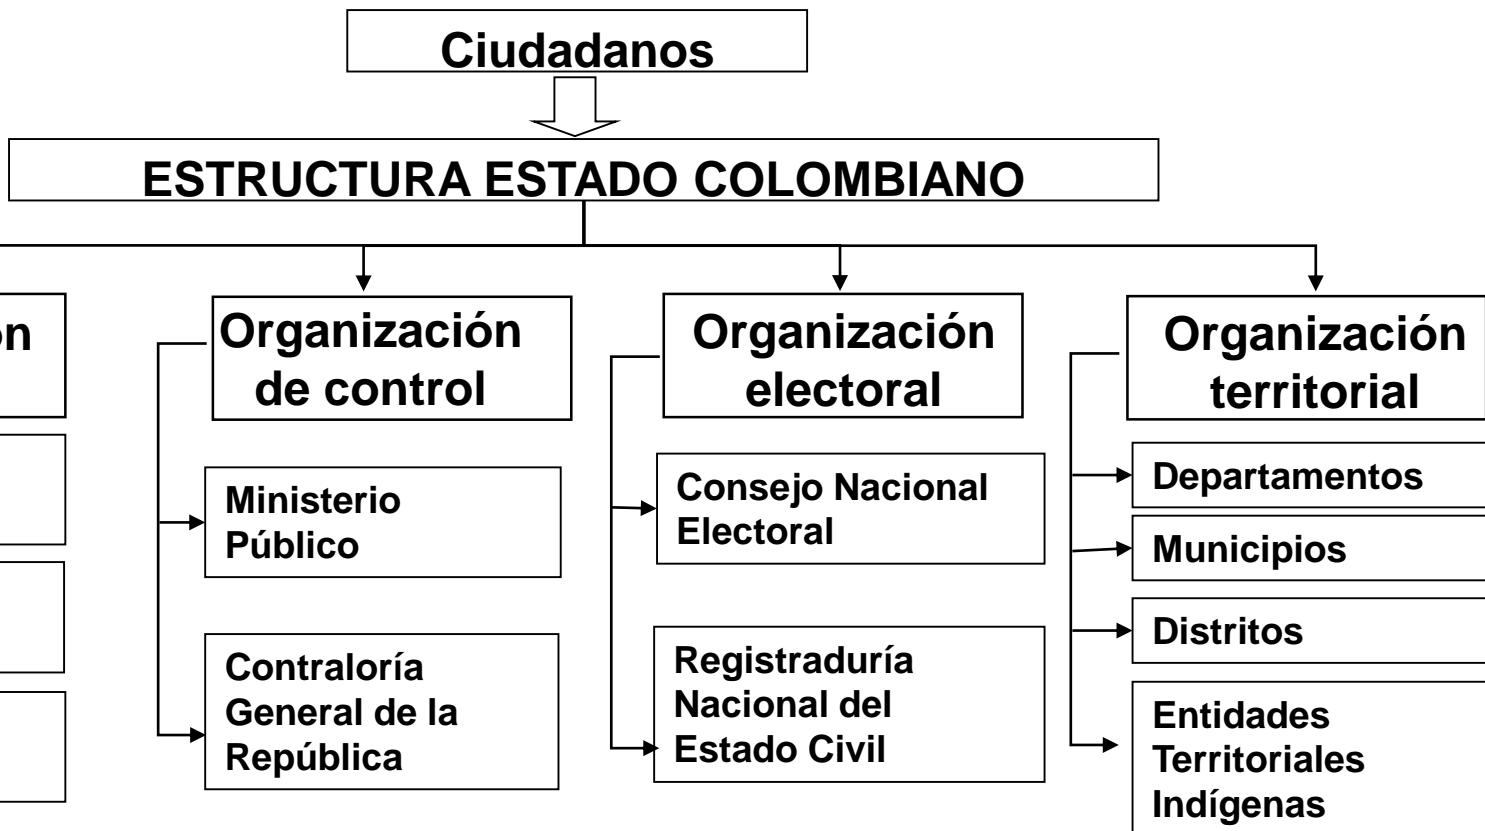 Ciudadanos
ESTRUCTURA ESTADO COLOMBIANO
Organización
de control
Ministerio
Público
Contraloría
General de la
República
Organización
electoral
Consejo Nacional
Electoral
Registraduría
Nacional del
Estado Civil
Organización
territorial
Departamentos
Municipios
Distritos
Entidades
Territoriales
Indígenas